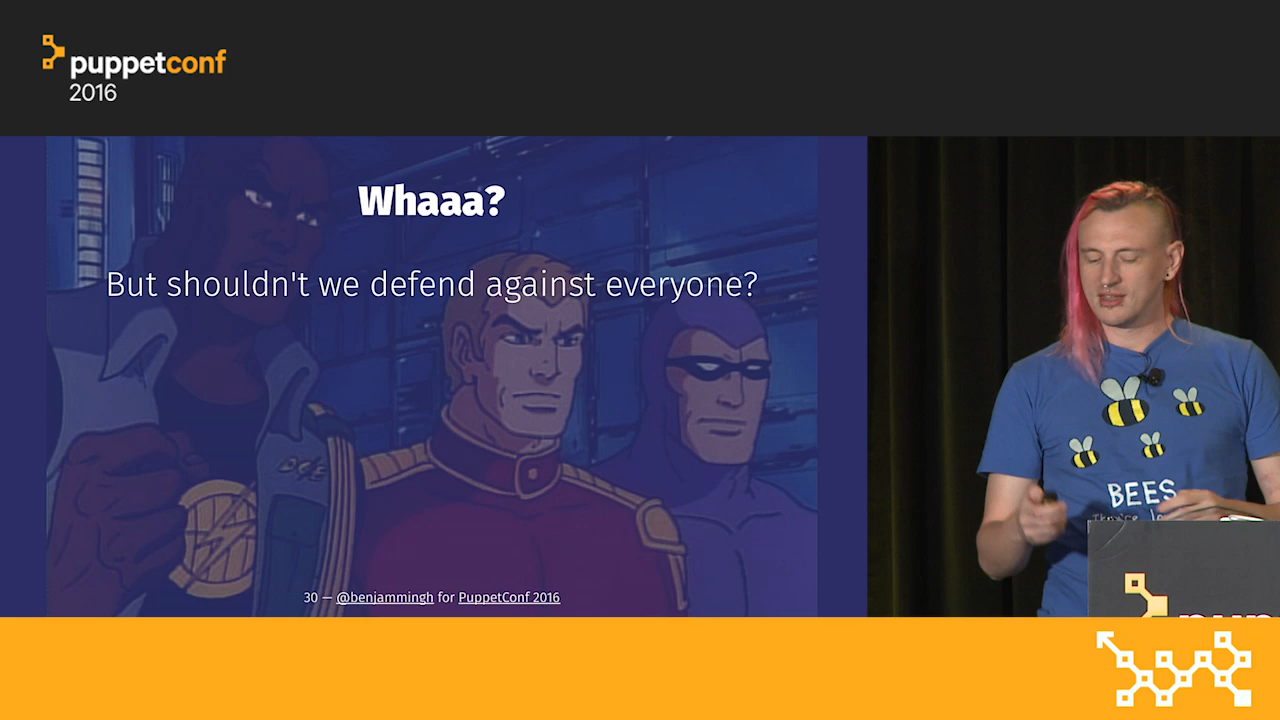 puppetconf
2016
Whaaa?
But shouldn't we defend against everyone?
30 — @benjammingh for PuppetConf 2016
BEES